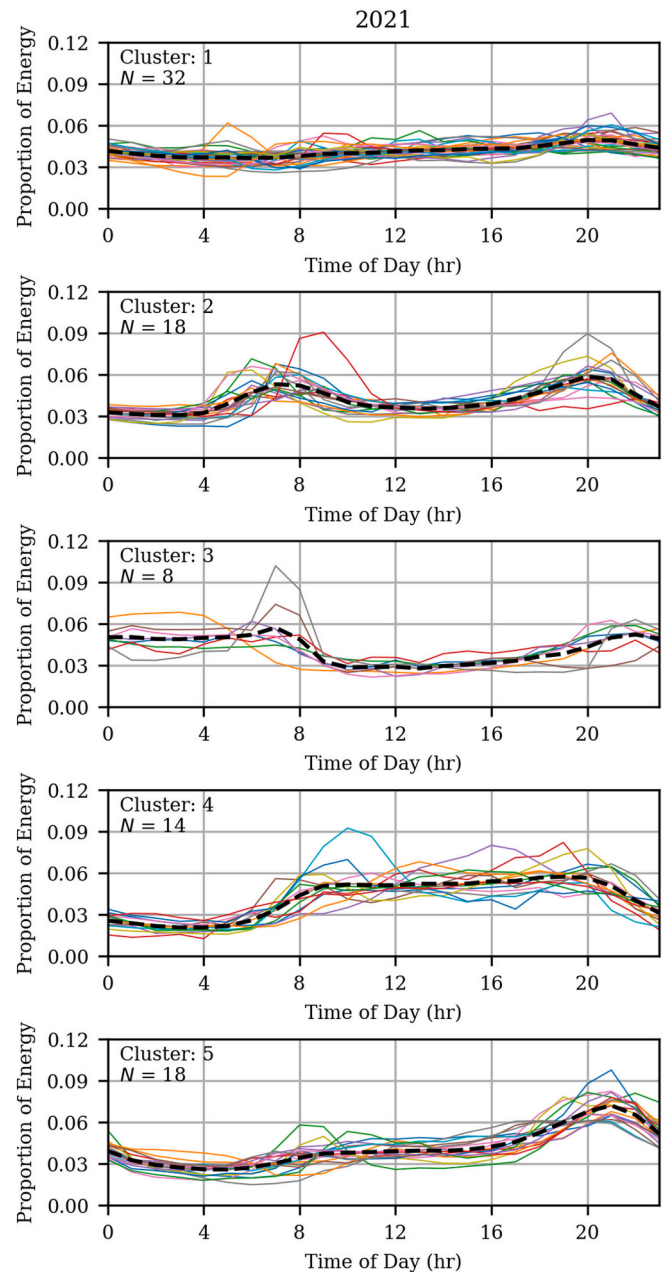 2021
Proportion of Energy
0.12
0.09
0.06
0.03
0.00
Cluster: 1
N = 32
0 4 8 12 16 20
Time of Day (hr)
Proportion of Energy
0.12
0.09
0.06
0.03
0.00
Cluster: 2
N = 18
0 4 8 12 16 20
Time of Day (hr)
Proportion of Energy
0.12
0.09
0.06
0.03
0.00
Cluster: 3
N = 8
0 4 8 12 16 20
Time of Day (hr)
Proportion of Energy
0.12
0.09
0.06
0.03
0.00
Cluster: 4
N = 14
0 4 8 12 16 20
Time of Day (hr)
Proportion of Energy
0.12
0.09
0.06
0.03
0.00
Cluster: 5
N = 18
0 4 8 12 16 20
Time of Day (hr)